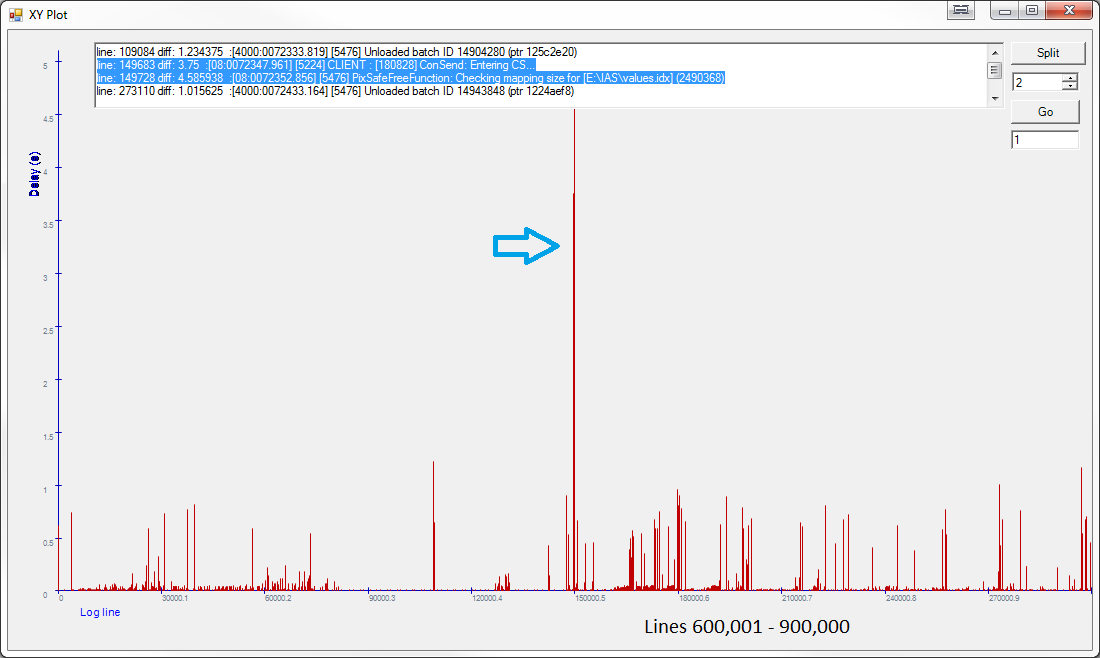 XY Plot
line: 109084 diff: 1.234375 :[4000:0072333.819] [5476] Unloaded batch ID 14904280 (ptr 125c2e20)
line: 149683 diff: 3.75 :[08:0072347.961] [5224] CLIENT : [180828] ConSend: Entering CS...
line: 149728 diff: 4.585938 :[08:0072352.856] [5476] PixSafeFreeFunction: Checking mapping size for [E:\IAS\values.idx] (2490368)
line: 273110 diff: 1.015625 :[4000:0072433.164] [5476] Unloaded batch ID 14943848 (ptr 1224aef8)
Split
2
Go
1
Delay (s)
5
4.5
4
3.5
3
2.5
2
1.5
1
0.5
0
0
30000.1
60000.2
90000.3
120000.4
150000.5
180000.6
210000.7
240000.8
270000.9
Log line
Lines 600,001 - 900,000